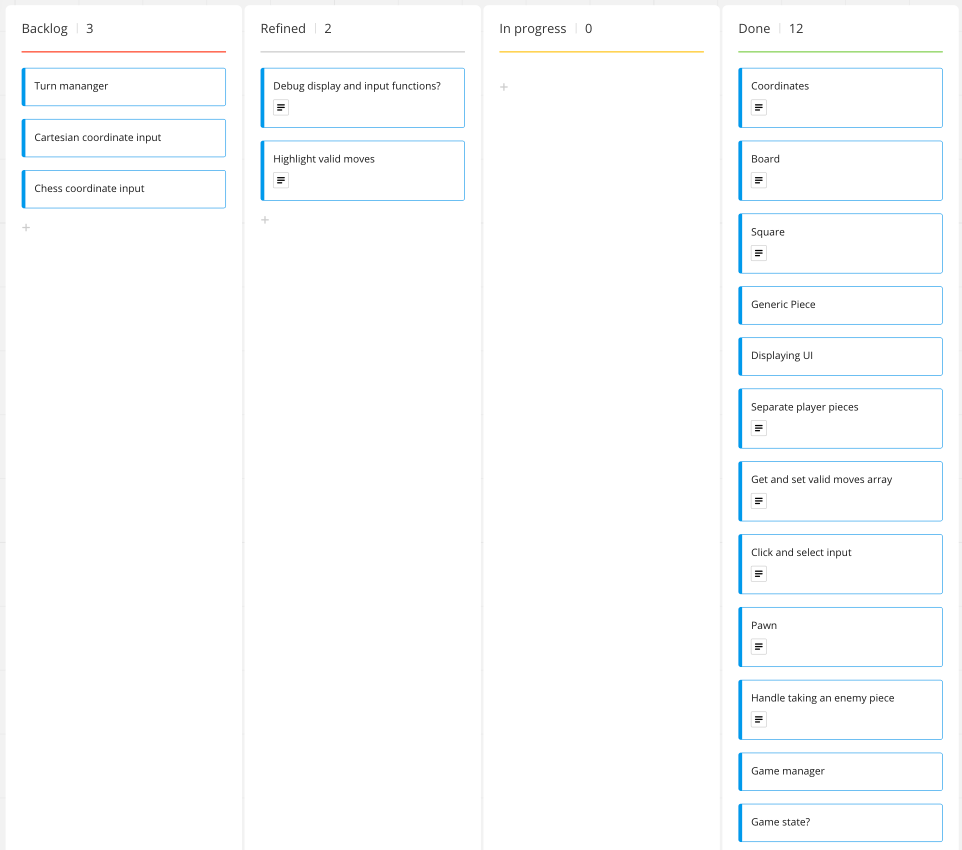 Backlog 3
Turn mananger
Cartesian coordinate input
Chess coordinate input
+
Refined 2
Debug display and input functions?
Highlight valid moves
+
In progress 0
+
Done 12
Coordinates
Board
Square
Generic Piece
Displaying UI
Separate player pieces
Get and set valid moves array
Click and select input
Pawn
Handle taking an enemy piece
Game manager
Game state?